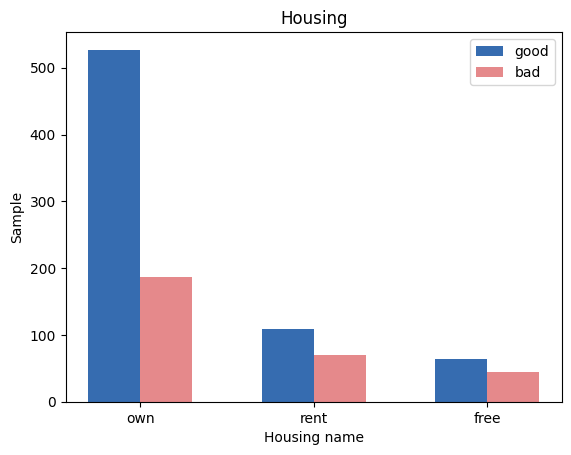 Housing
good
bad
500
400
300
200
100
0
Sample
own rent free
Housing name